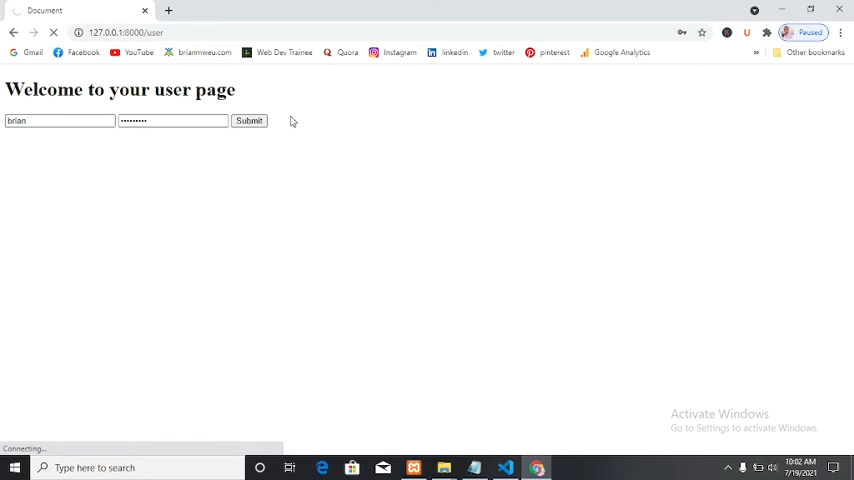 Document
127.0.0.1:8000/user
Paused
Gmail Facebook YouTube brianmweu.com Web Dev Trainee Quora Instagram linkedin twitter pinterest Google Analytics » Other bookmarks
Welcome to your user page
brian ••••••••• Submit
Activate Windows
Go to Settings to activate Windows.
Connecting...
Type here to search
10:02 AM
7/19/2021